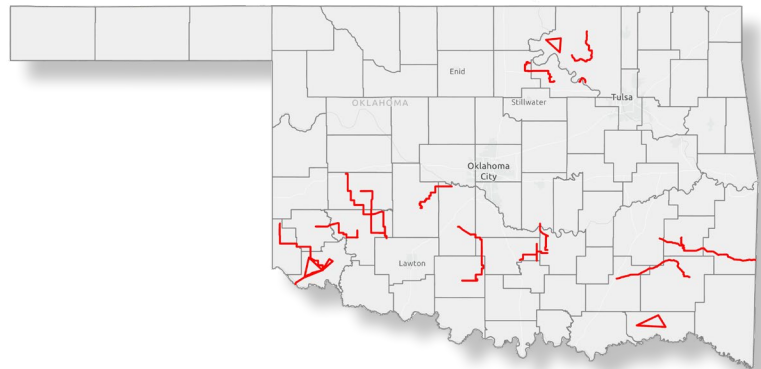 Enid
OKLAHOMA
Stillwater
Tulsa
Oklahoma
City
Lawton